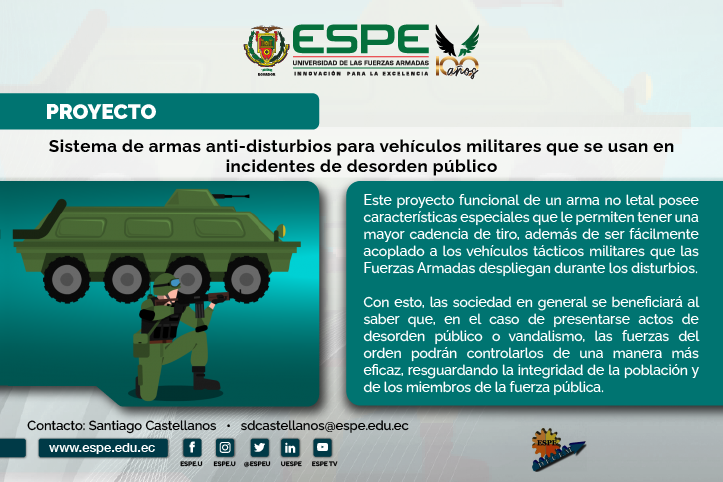 ECUADOR
ESPE
UNIVERSIDAD DE LAS FUERZAS ARMADAS
INNOVACIÓN PARA LA EXCELENCIA
100 años
PROYECTO
Sistema de armas anti-disturbios para vehículos militares que se usan en
incidentes de desorden público
Este proyecto funcional de un arma no letal posee
características especiales que le permiten tener una
mayor cadencia de tiro, además de ser fácilmente
acoplado a los vehículos tácticos militares que las
Fuerzas Armadas despliegan durante los disturbios.
Con esto, las sociedad en general se beneficiará al
saber que, en el caso de presentarse actos de
desorden público o vandalismo, las fuerzas del
orden podrán controlarlos de una manera más
eficaz, resguardando la integridad de la población y
de los miembros de la fuerza pública.
Contacto: Santiago Castellanos • sdcastellanos@espe.edu.ec
www.espe.edu.ec
ESPE.U ESPE.U @ESPEU UESPE ESPE TV
ESPE